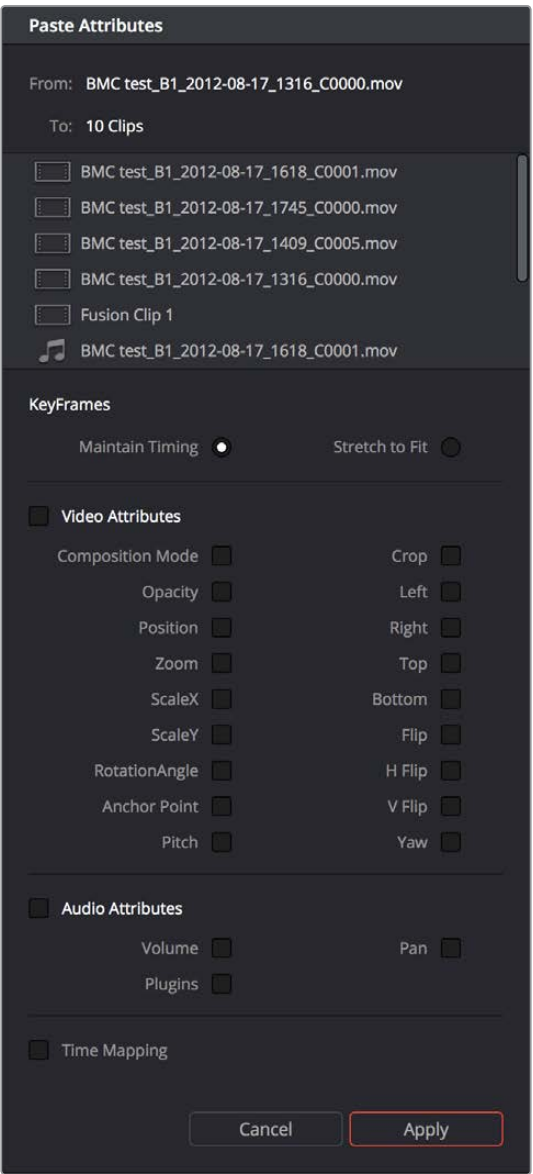 Paste Attributes
From: BMC test_B1_2012-08-17_1316_C0000.mov
To: 10 Clips
BMC test_B1_2012-08-17_1618_C0001.mov
BMC test_B1_2012-08-17_1745_C0000.mov
BMC test_B1_2012-08-17_1409_C0005.mov
BMC test_B1_2012-08-17_1316_C0000.mov
Fusion Clip 1
BMC test_B1_2012-08-17_1618_C0001.mov
KeyFrames
Maintain Timing Stretch to Fit
Video Attributes
Composition Mode Crop
Opacity Left
Position Right
Zoom Top
ScaleX Bottom
ScaleY Flip
RotationAngle H Flip
Anchor Point V Flip
Pitch Yaw
Audio Attributes
Volume Pan
Plugins
Time Mapping
Cancel Apply